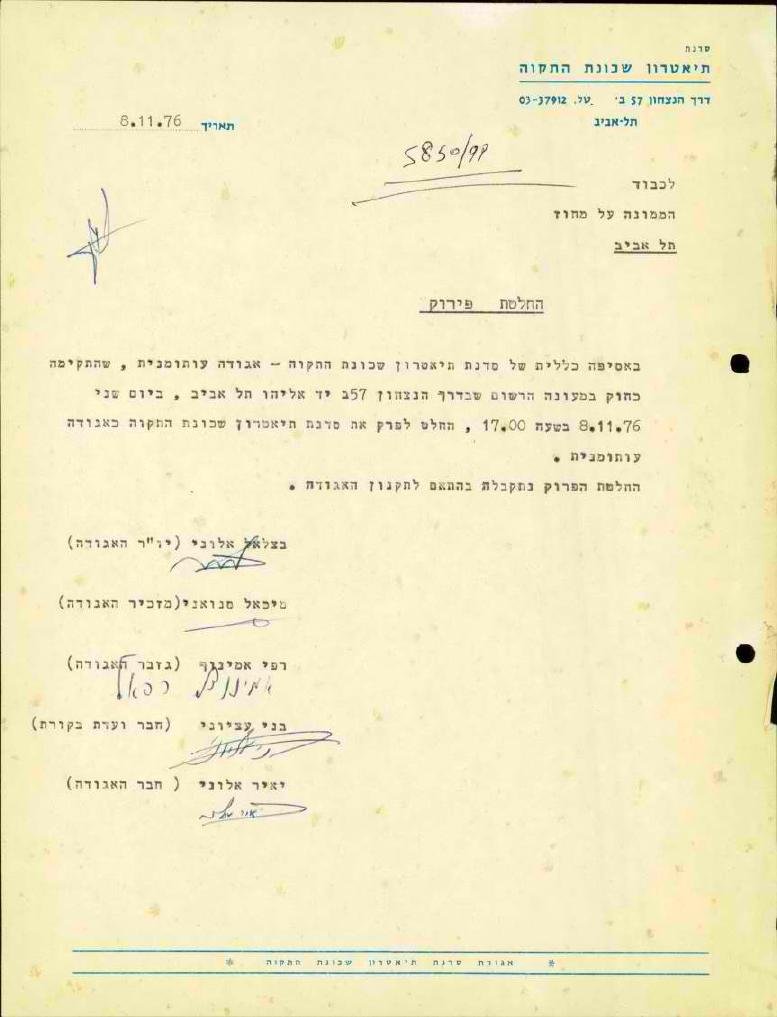 סדנת
תיאטרון שכונת התקוה
דרך הנצחון 57 ב' טל. 03-37912
תל-אביב
תאריך 8.11.76
5850/99
לכבוד
הממונה על מחוז
תל אביב
החלטת פירוק
באסיפה כללית של סדנת תיאטרון שכונת התקוה - אגודה עותומנית , שהתקימה
כחוק במעונה הרשום שבדרך הנצחון 57ב יד אליהו תל אביב , ביום שני
8.11.76 בשעה 17.00 , החלט לפרק את סדנת תיאטרון שכונת התקוה כאגודה
עותומנית .
החלטת הפרוק נתקבלה בהתאם לתקנון האגודה .
בצלאל אלוני (יו"ר האגודה)
מיכאל סנואני (מזכיר האגודה)
רפי אמינוף (גזבר האגודה)
אמינוף רפאל
בני עציוני (חבר ועדת בקורת)
יאיר אלוני ( חבר האגודה)
* אגודת סדנת תיאטרון שכונת התקוה *